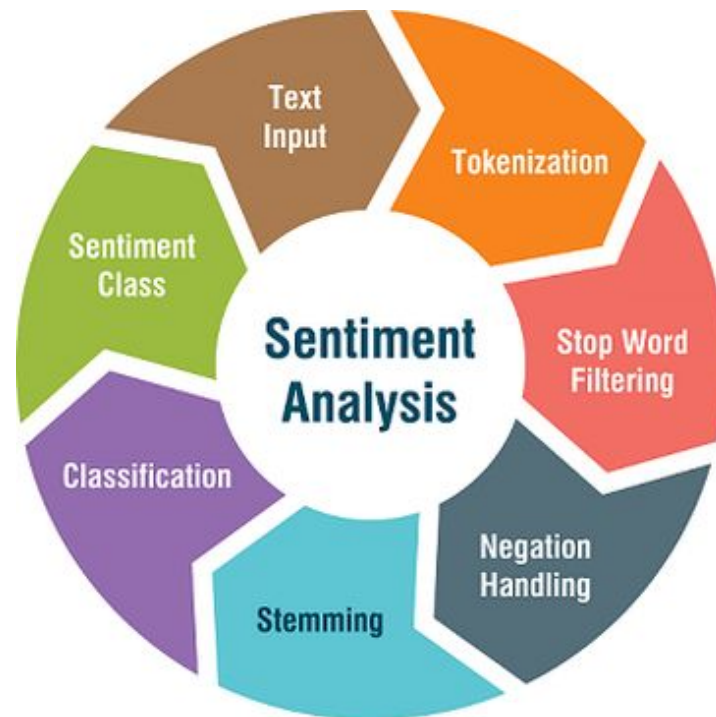 Text
Input
Tokenization
Stop Word
Filtering
Negation
Handling
Stemming
Classification
Sentiment
Class
Sentiment
Analysis